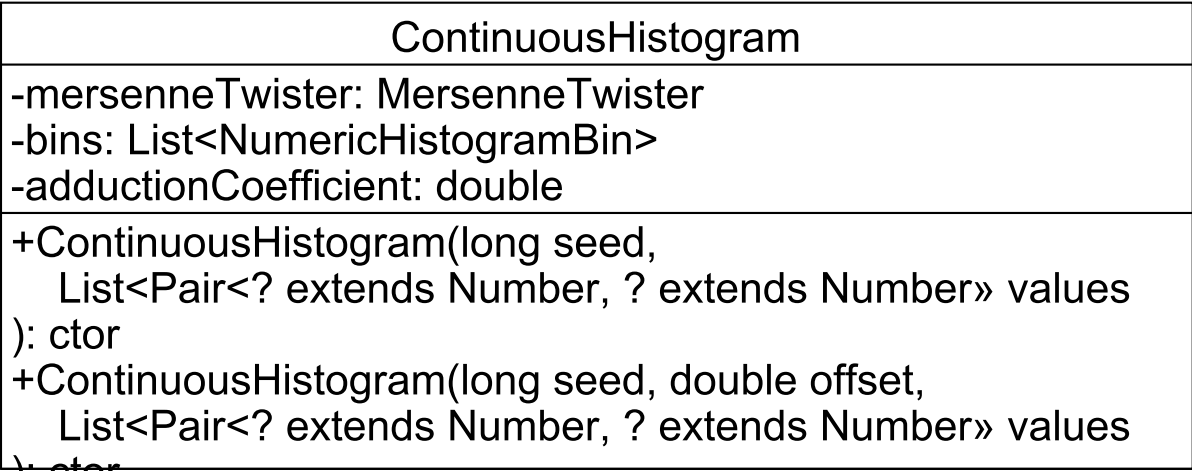 ContinuousHistogram
-mersenneTwister: MersenneTwister
-bins: List<NumericHistogramBin>
-adductionCoefficient: double
+ContinuousHistogram(long seed,
List<Pair<? extends Number, ? extends Number» values
): ctor
+ContinuousHistogram(long seed, double offset,
List<Pair<? extends Number, ? extends Number» values
): ctor